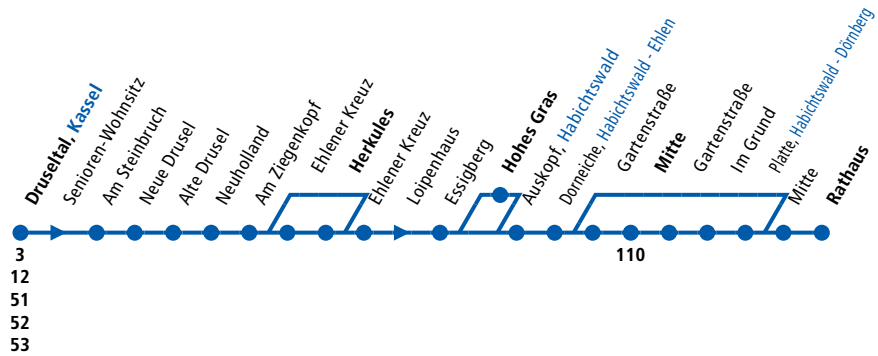 Druseltal, Kassel
Senioren-Wohnsitz
Am Steinbruch
Neue Drusel
Alte Drusel
Neuholland
Am Ziegenkopf
Ehlener Kreuz
Herkules
Ehlener Kreuz
Loipenhaus
Essigberg
Hohes Gras
Auskopf, Habichtswald
Dorneiche, Habichtswald - Ehlen
Gartenstraße
Mitte
Gartenstraße
Im Grund
Platte, Habichtswald - Dörnberg
Mitte
Rathaus
3
12
51
52
53
110